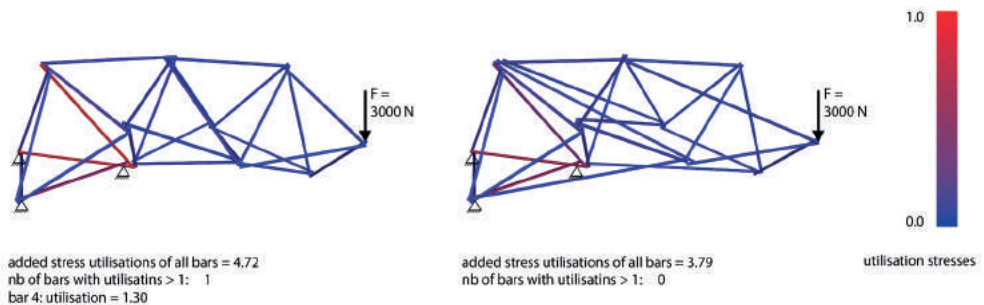 F =
3000 N
added stress utilisations of all bars = 4.72
nb of bars with utilisatins > 1: 1
bar 4: utilisation = 1.30
F =
3000 N
added stress utilisations of all bars = 3.79
nb of bars with utilisatins > 1: 0
1.0
0.0
utilisation stresses